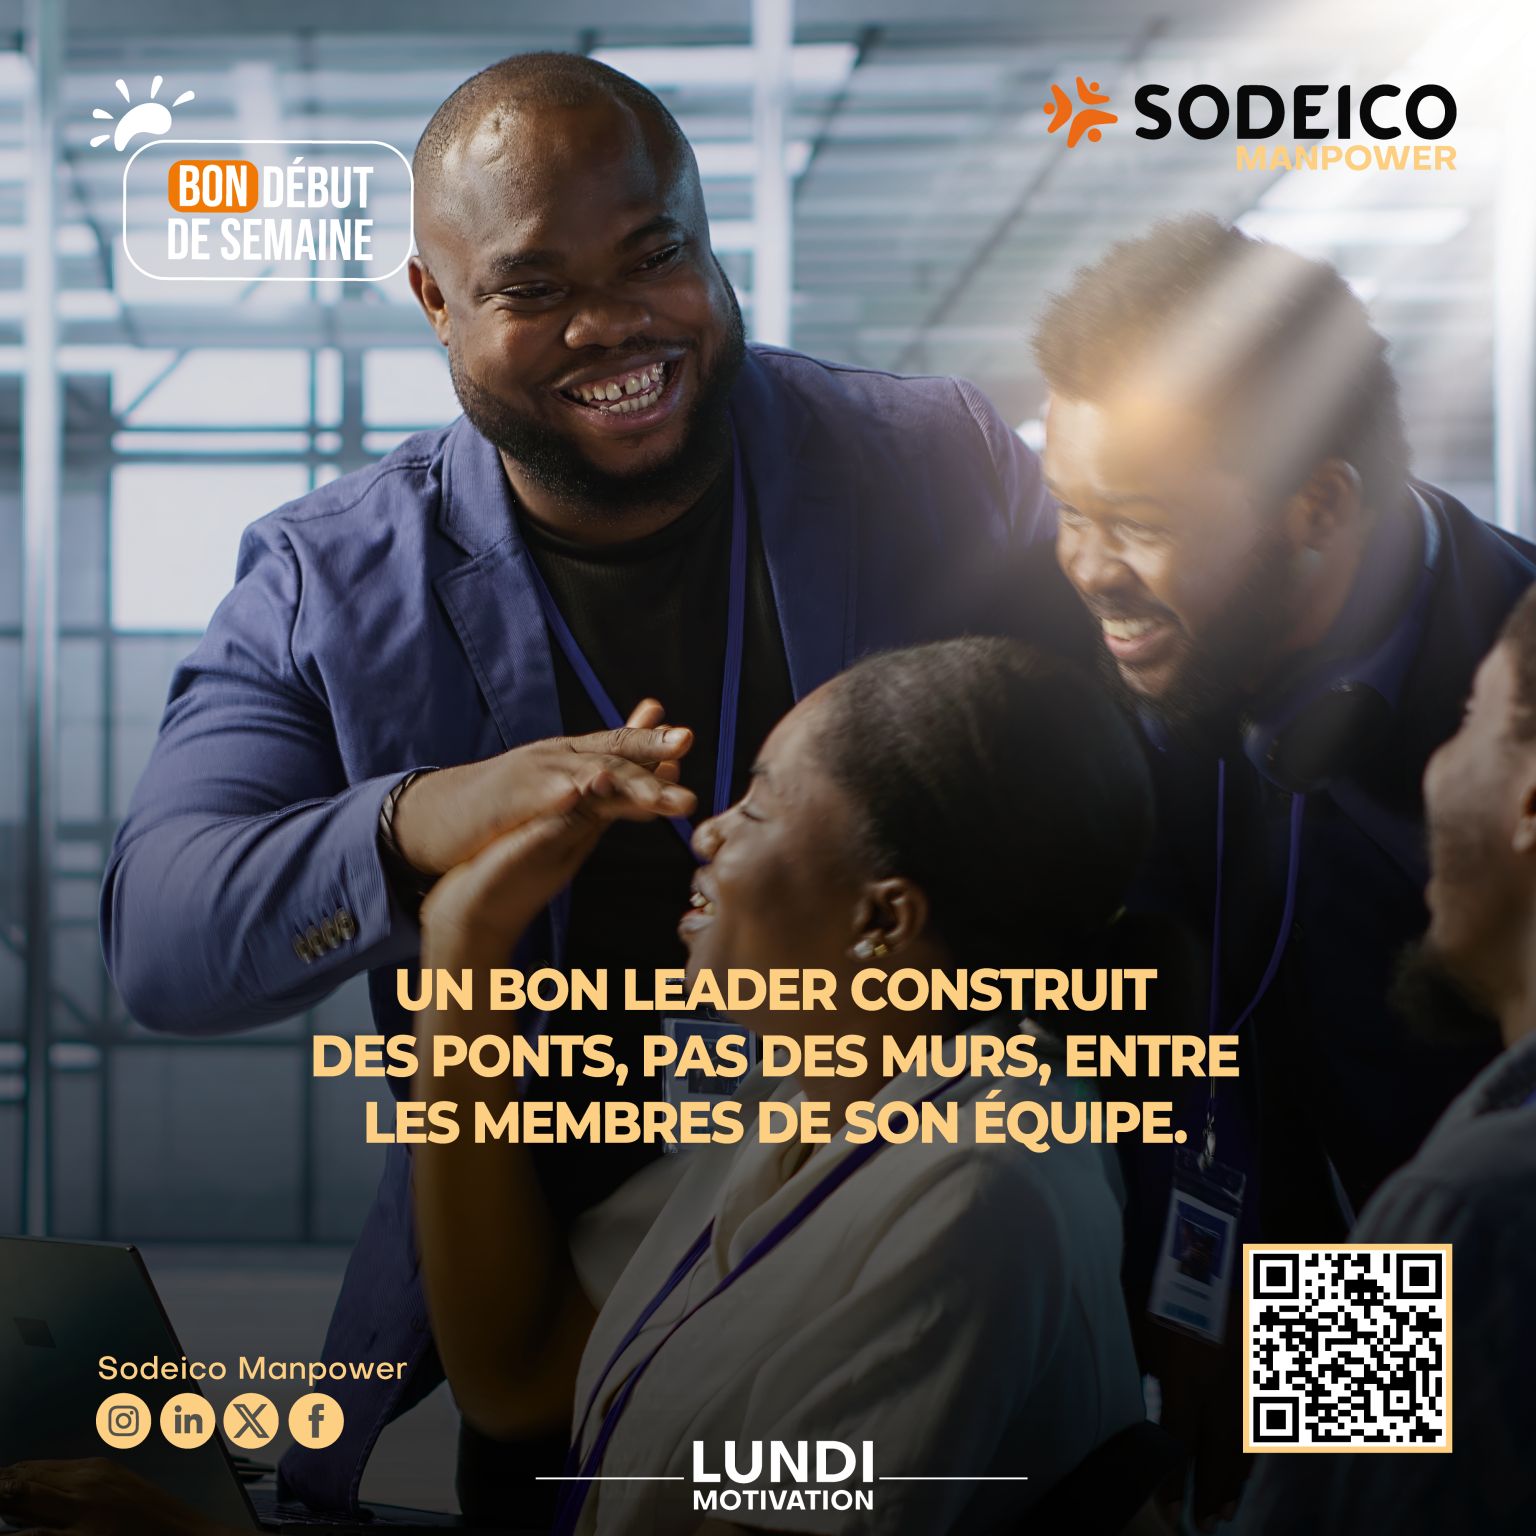 BON DÉBUT
DE SEMAINE
SODEICO
MANPOWER
UN BON LEADER CONSTRUIT
DES PONTS, PAS DES MURS, ENTRE
LES MEMBRES DE SON ÉQUIPE.
Sodeico Manpower
LUNDI
MOTIVATION